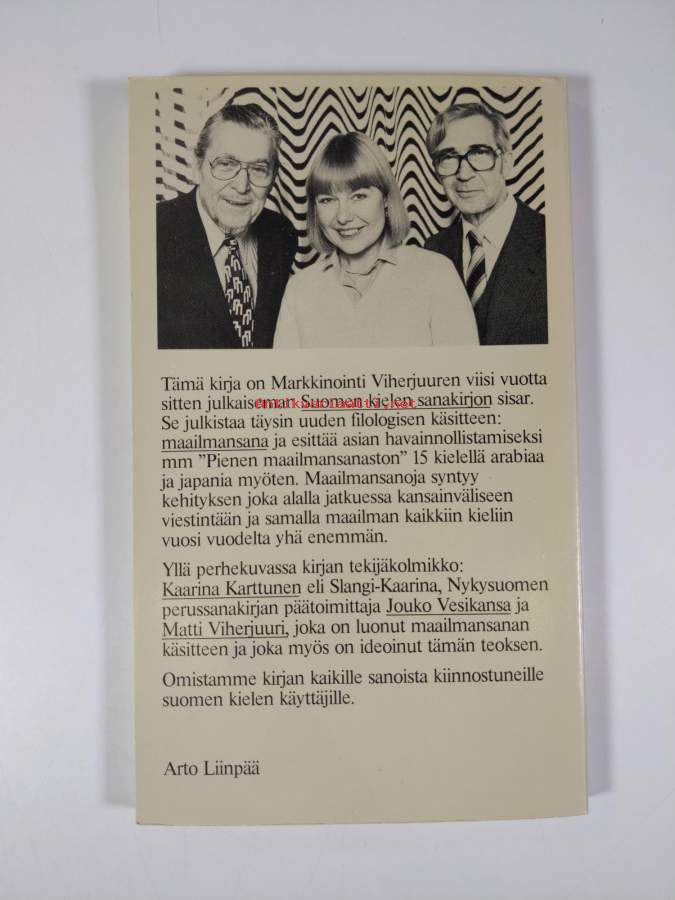 Tämä kirja on Markkinointi Viherjuuren viisi vuotta
sitten julkaiseman Suomen kielen sanakirjon sisar.
Antikvariaatti.net
Se julkistaa täysin uuden filologisen käsitteen:
maailmansana ja esittää asian havainnollistamiseksi
mm ”Pienen maailmansanaston” 15 kielellä arabiaa
ja japania myöten. Maailmansanoja syntyy
kehityksen joka alalla jatkuessa kansainväliseen
viestintään ja samalla maailman kaikkiin kieliin
vuosi vuodelta yhä enemmän.
Yllä perhekuvassa kirjan tekijäkolmikko:
Kaarina Karttunen eli Slangi-Kaarina, Nykysuomen
perussanakirjan päätoimittaja Jouko Vesikansa ja
Matti Viherjuuri, joka on luonut maailmansanan
käsitteen ja joka myös on ideoinut tämän teoksen.
Omistamme kirjan kaikille sanoista kiinnostuneille
suomen kielen käyttäjille.
Arto Liinpää